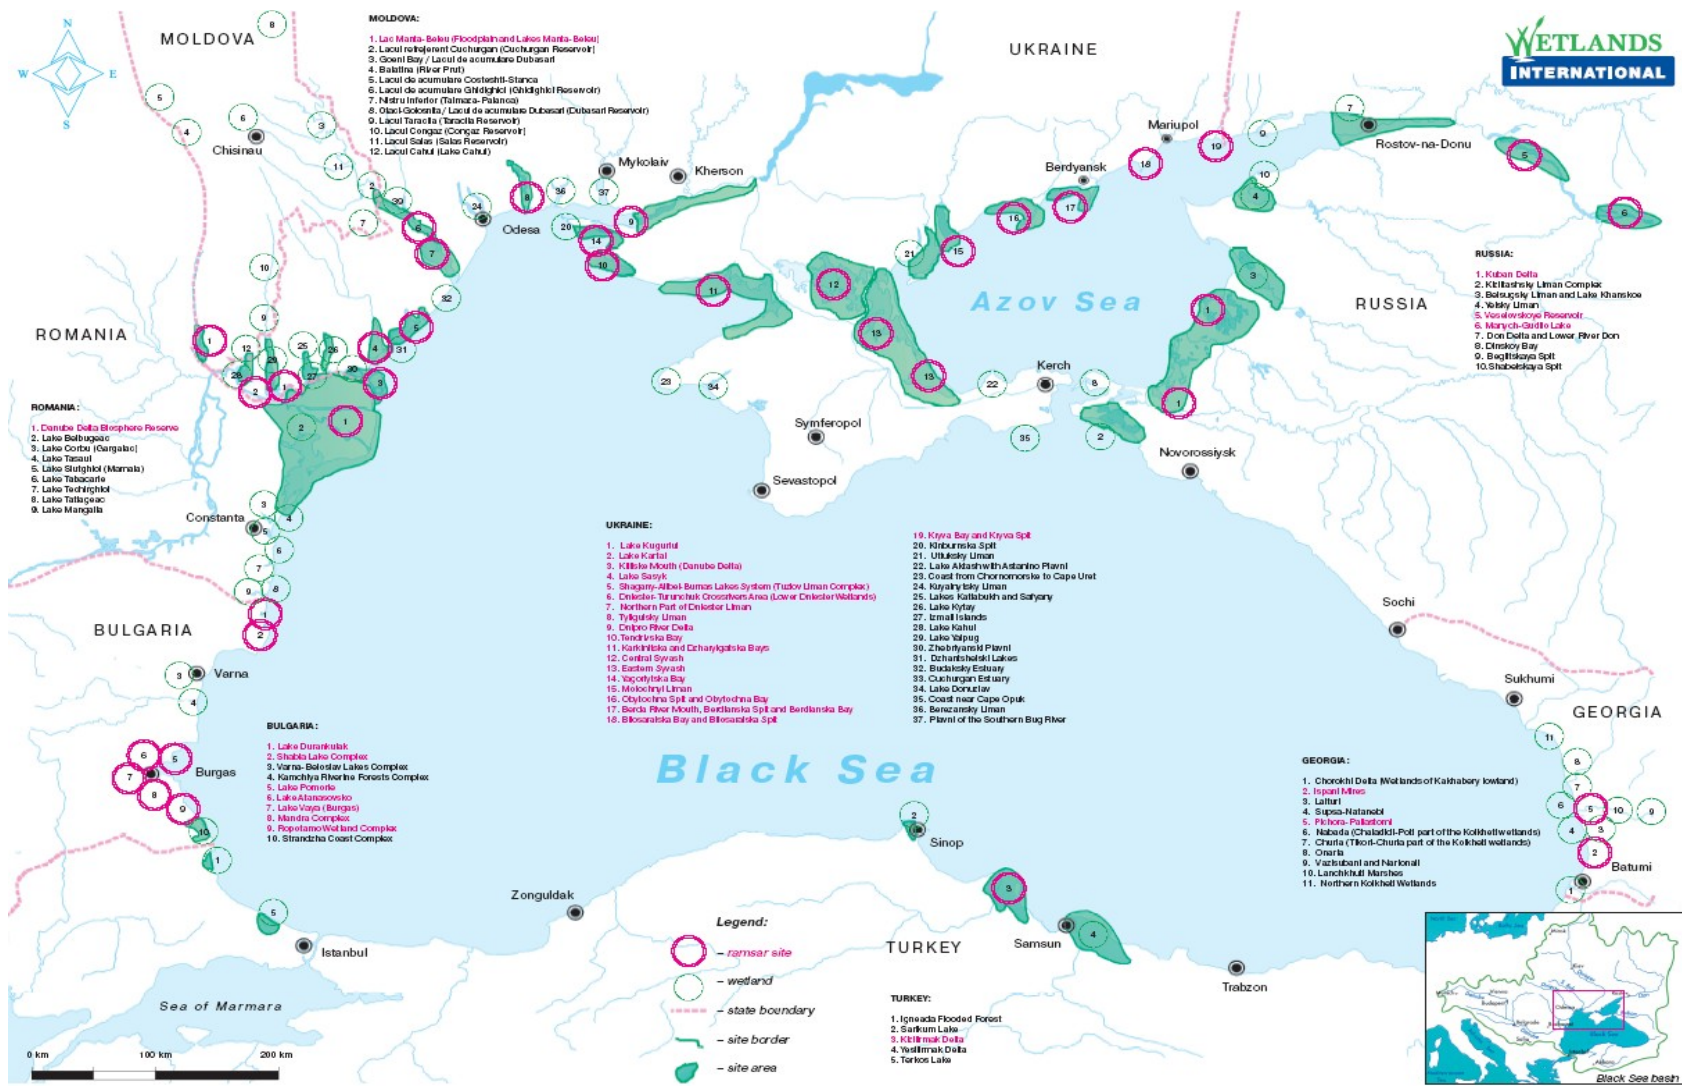 MOLDOVA
UKRAINE
WETLANDS
INTERNATIONAL
N
W E
S
MOLDOVA:
1. Lac Manta-Beleu (Floodplain and Lakes Manta-Beleu)
2. Lacul refrejerent Cuchurgan (Cuchurgan Reservoir)
3. Goeni Bay / Lacul de acumulare Dubasari
4. Balatina (River Prut)
5. Lacul de acumulare Costeshti-Stanca
6. Lacul de acumulare Ghidighici (Ghidighici Reservoir)
7. Nistru Inferior (Talmaza-Palanca)
8. Lacul de acumulare Dubasari (Dubasari Reservoir)
9. Lacul Taraclia (Taraclia Reservoir)
10. Lacul Congaz (Congaz Reservoir)
11. Lacul Salas (Salas Reservoir)
12. Lacul Cahul (Lake Cahul)
Chisinau
Mykolaiv
Kherson
Odesa
Mariupol
Berdyansk
Rostov-na-Donu
ROMANIA
RUSSIA
Azov Sea
RUSSIA:
1. Kuban Delta
2. Kiziltashsky Liman Complex
3. Beisugsky Liman and Lake Khanskoe
4. Yeisky Liman
5. Veselovskoye Reservoir
6. Manych-Gudilo Lake
7. Don Delta and Lower River Don
8. Dinskoy Bay
9. Beglitskaya Spit
10. Shabelskaya Spit
Kerch
Symferopol
Sevastopol
Novorossiysk
ROMANIA:
1. Danube Delta Biosphere Reserve
2. Lake Belbugeac
3. Lake Corbu (Gargalac)
4. Lake Tasaul
5. Lake Siutghiol (Mamaia)
6. Lake Tabacarie
7. Lake Techirghiol
8. Lake Tatlageac
9. Lake Mangalia
Constanta
UKRAINE:
1. Lake Kugurlui
2. Lake Kartal
3. Kiliiske Mouth (Danube Delta)
4. Lake Sasyk
5. Shagany-Alibei-Burnas Lakes System (Tuzlov Liman Complex)
6. Dniester-Turunchuk Crossrivers Area (Lower Dniester Wetlands)
7. Northern Part of Dniester Liman
8. Tyligulsky Liman
9. Dnipro River Delta
10. Tendrivska Bay
11. Karkinitska and Dzharylgatska Bays
12. Central Syvash
13. Eastern Syvash
14. Yagorlytska Bay
15. Molochnyi Liman
16. Obytochna Spit and Obytochna Bay
17. Berda River Mouth, Berdianska Spit and Berdianska Bay
18. Bilosaraiska Bay and Bilosaraiska Spit
19. Kryva Bay and Kryva Spit
20. Kinburnska Spit
21. Utluksky Liman
22. Lake Aktash with Astanino Plavni
23. Coast from Chornomorske to Cape Uret
24. Kuyalnytsky Liman
25. Lakes Katlabukh and Safyany
26. Lake Kytay
27. Izmail Islands
28. Lake Kahul
29. Lake Yalpug
30. Zhebriyanski Plavni
31. Dzhantsheiski Lakes
32. Budaksky Estuary
33. Cuchurgan Estuary
34. Lake Donuzlav
35. Coast near Cape Opuk
36. Berezansky Liman
37. Plavni of the Southern Bug River
Sochi
Sukhumi
GEORGIA
BULGARIA
Varna
Burgas
BULGARIA:
1. Lake Durankulak
2. Shabla Lake Complex
3. Varna-Beloslav Lakes Complex
4. Kamchiya Riverine Forests Complex
5. Lake Pomorie
6. Lake Atanasovsko
7. Lake Vaya (Burgas)
8. Mandra Complex
9. Ropotamo Wetland Complex
10. Strandzha Coast Complex
Black Sea
GEORGIA:
1. Chorokhi Delta (Wetlands of Kakhabery lowland)
2. Ispani Mires
3. Laituri
4. Supsa-Natanebi
5. Pichora-Paliastomi
6. Nabada (Chaladidi-Poti part of the Kolkheti wetlands)
7. Churia (Tikori-Churia part of the Kolkheti wetlands)
8. Onaria
9. Vazisubani and Narionali
10. Lanchkhuti Marshes
11. Northern Kolkheti Wetlands
Batumi
Sinop
Zonguldak
Samsun
Trabzon
Istanbul
TURKEY
Sea of Marmara
Legend:
– ramsar site
– wetland
– state boundary
– site border
– site area
TURKEY:
1. Igneada Flooded Forest
2. Sarikum Lake
3. Kizilirmak Delta
4. Yesilirmak Delta
5. Terkos Lake
0 km 100 km 200 km
Black Sea
Black Sea basin